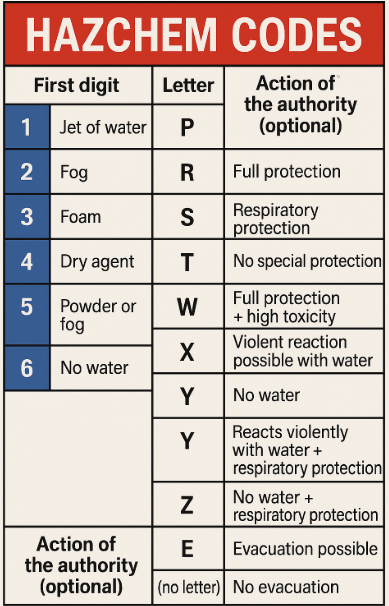 HAZCHEM CODES
First digit
Letter
Action of
the authority
(optional)
1
Jet of water
P
2
Fog
R
Full protection
3
Foam
S
Respiratory
protection
4
Dry agent
T
No special protection
5
Powder or
fog
W
Full protection
+ high toxicity
6
No water
X
Violent reaction
possible with water
Y
No water
Y
Reacts violently
with water +
respiratory protection
Z
No water +
respiratory protection
Action of
the authority
(optional)
E
Evacuation possible
(no letter)
No evacuation